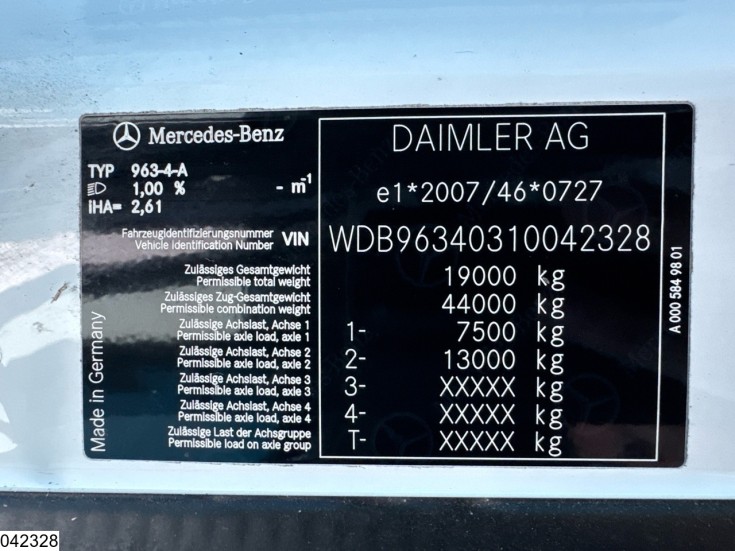 Mercedes-Benz
TYP 963-4-A
1,00 % - m-1
iHA= 2,61
DAIMLER AG
e1*2007/46*0727
Fahrzeugidentifizierungsnummer
Vehicle Identification Number VIN WDB96340310042328
Zulässiges Gesamtgewicht
Permissible total weight 19000 kg
Zulässiges Zug-Gesamtgewicht
Permissible combination weight 44000 kg
Zulässige Achslast, Achse 1
Permissible axle load, axle 1 1- 7500 kg
Zulässige Achslast, Achse 2
Permissible axle load, axle 2 2- 13000 kg
Zulässige Achslast, Achse 3
Permissible axle load, axle 3 3- XXXXX kg
Zulässige Achslast, Achse 4
Permissible axle load, axle 4 4- XXXXX kg
Zulässige Last der Achsgruppe
Permissible load on axle group T- XXXXX kg
Made in Germany
A 000 584 98 01
042328